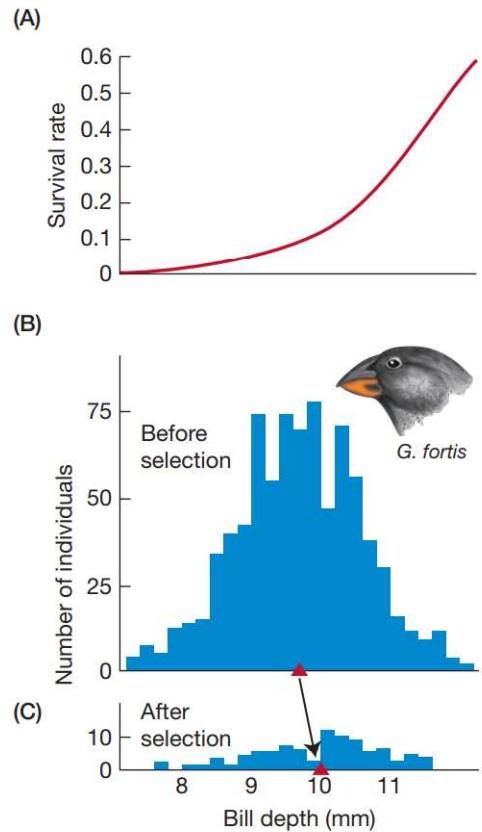 (A)
0.6
0.5
0.4
0.3
0.2
0.1
0
Survival rate
(B)
75
50
25
0
Number of individuals
Before
selection
G. fortis
(C)
After
selection
10
0
8 9 10 11
Bill depth (mm)